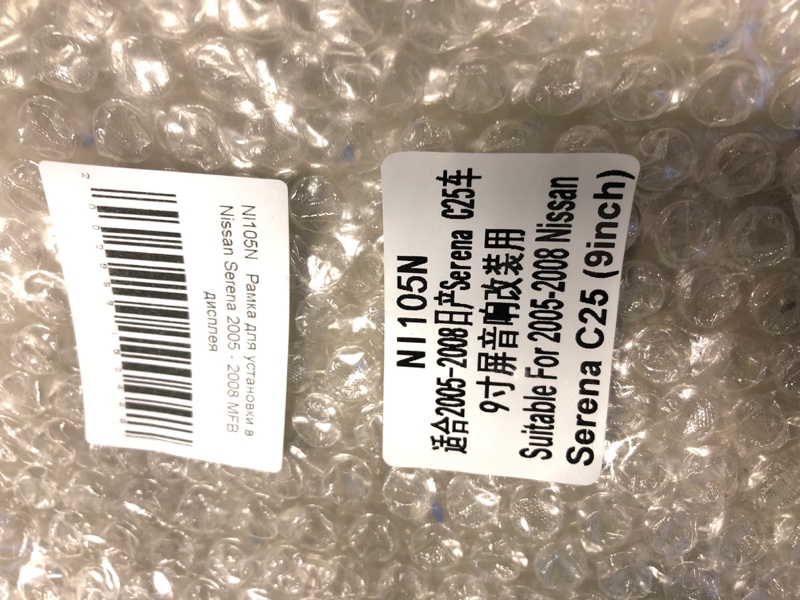 NI105N Рамка для установки в
Nissan Serena 2005 - 2008 MFB
дисплея
NI105N
适合2005-2008日产Serena C25车
9寸屏音响改装用
Suitable For 2005-2008 Nissan
Serena C25 (9inch)